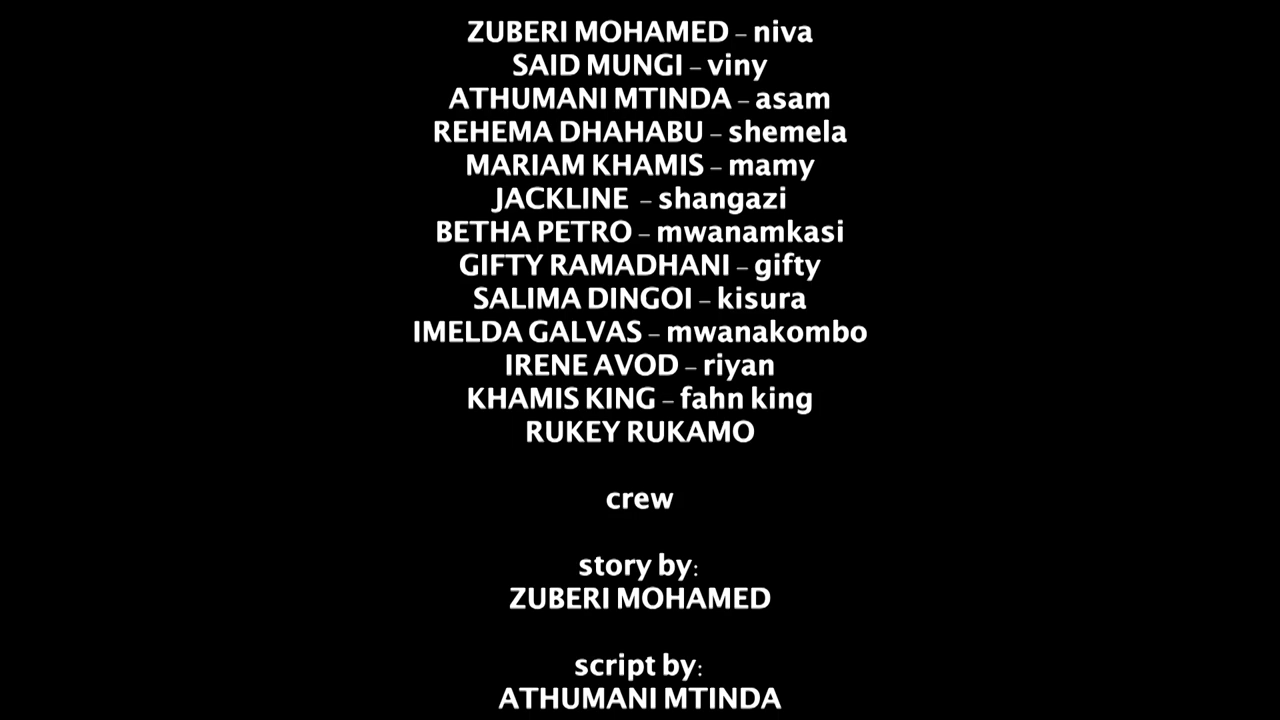 ZUBERI MOHAMED – niva
SAID MUNGI – viny
ATHUMANI MTINDA – asam
REHEMA DHAHABU – shemela
MARIAM KHAMIS – mamy
JACKLINE – shangazi
BETHA PETRO – mwanamkasi
GIFTY RAMADHANI – gifty
SALIMA DINGOI – kisura
IMELDA GALVAS – mwanakombo
IRENE AVOD – riyan
KHAMIS KING – fahn king
RUKEY RUKAMO
crew
story by:
ZUBERI MOHAMED
script by:
ATHUMANI MTINDA